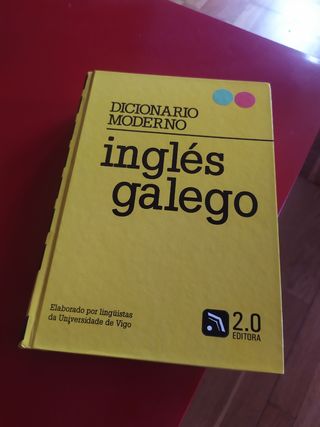 DICIONARIO
MODERNO
inglés
galego
Elaborado por lingüistas
da Universidade de Vigo
2.0
EDITORA